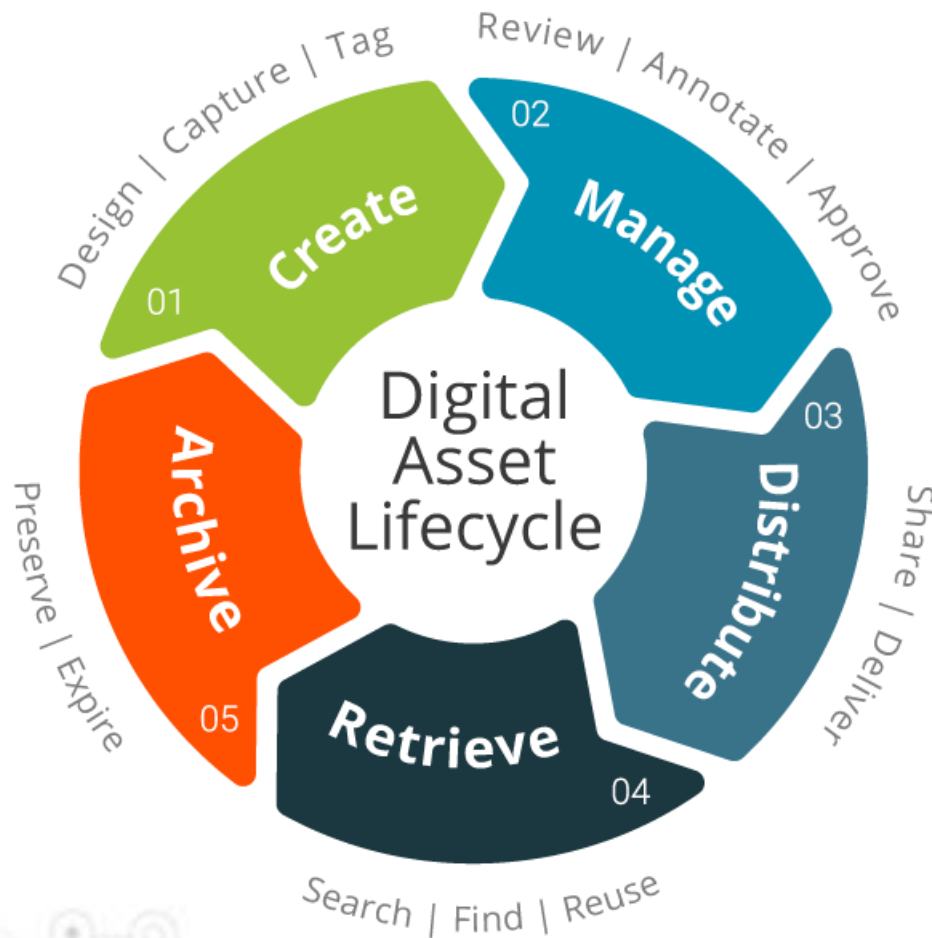 Digital
Asset
Lifecycle
Design | Capture | Tag
01
Create
Review | Annotate | Approve
02
Manage
Share | Deliver
03
Distribute
Search | Find | Reuse
04
Retrieve
Preserve | Expire
05
Archive